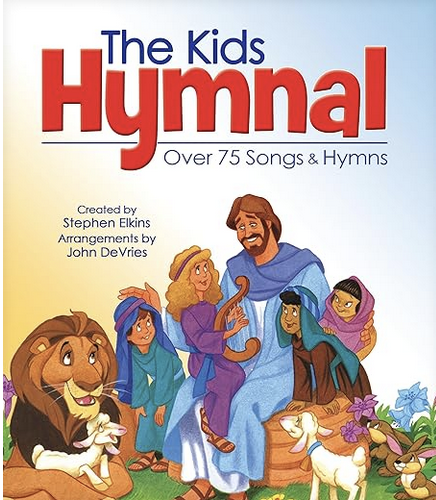 The Kids
Hymnal
Over 75 Songs & Hymns
Created by
Stephen Elkins
Arrangements by
John DeVries